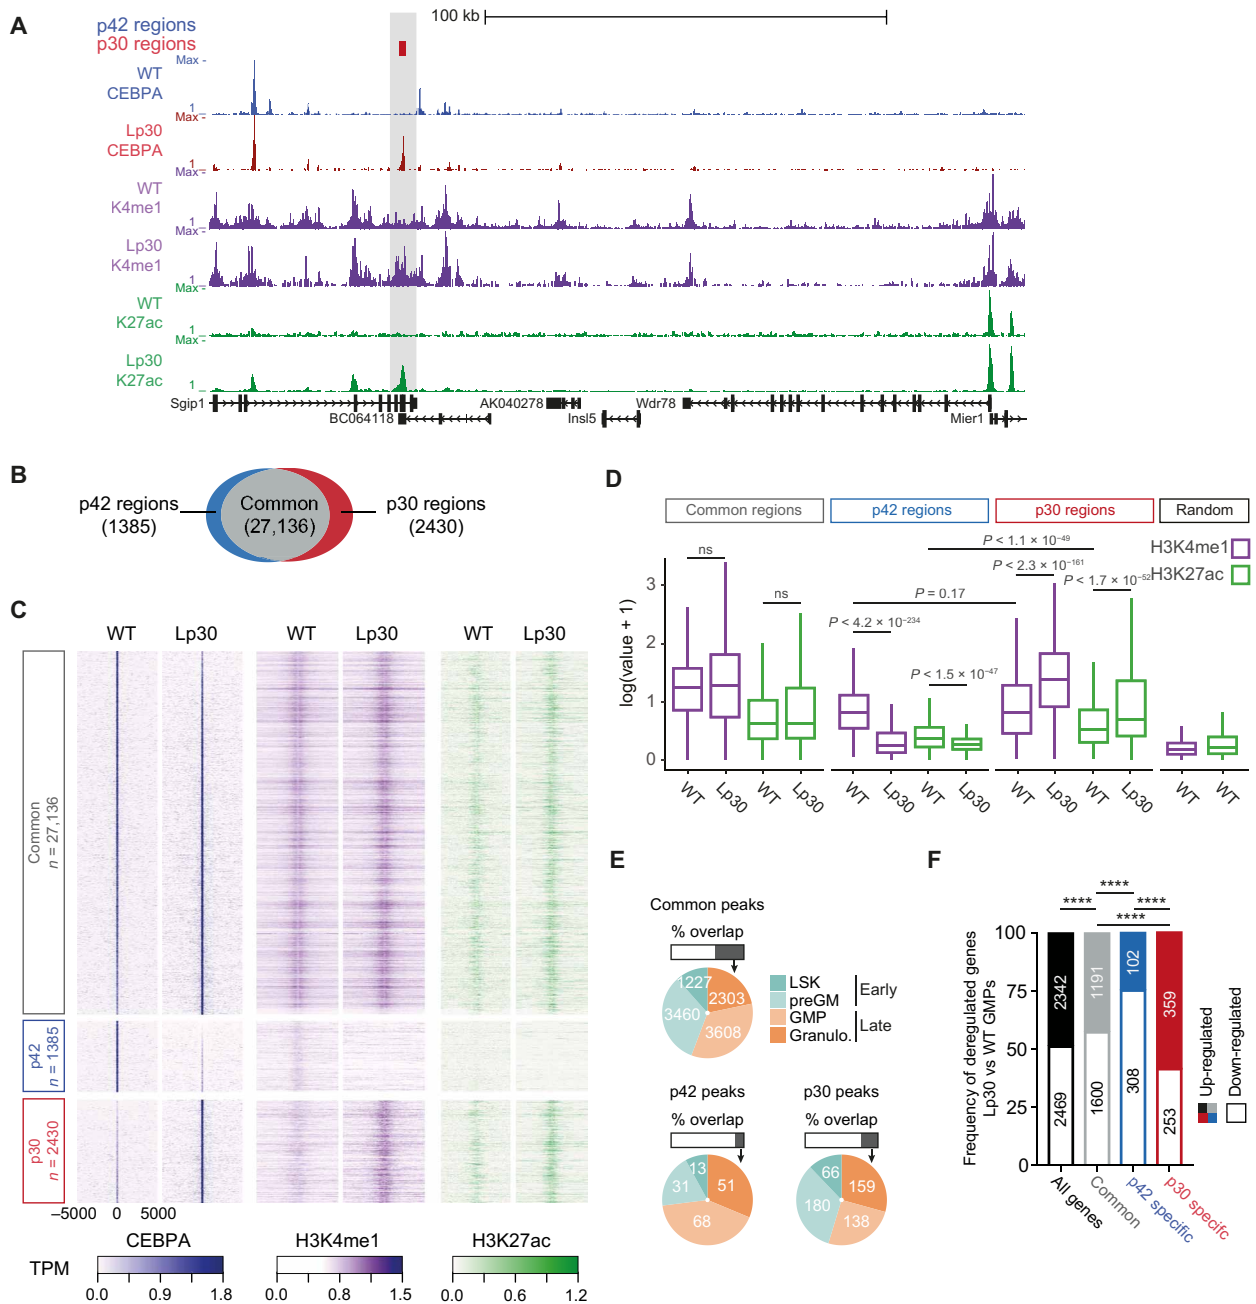 A
100 kb
p42 regions
p30 regions
Max -
WT
CEBPA
1
Max -
Lp30
CEBPA
1
Max -
WT
K4me1
1
Max -
Lp30
K4me1
1
Max -
WT
K27ac
1
Max -
Lp30
K27ac
1
Sgip1
AK040278
Wdr78
BC064118
Insl5
Mier1
B
p42 regions
(1385)
Common
(27,136)
p30 regions
(2430)
C
WT
Lp30
WT
Lp30
WT
Lp30
Common
n = 27,136
p42
n = 1385
p30
n = 2430
−5000
0
5000
TPM
CEBPA
0.0
0.9
1.8
H3K4me1
0.0
0.8
1.5
H3K27ac
0.0
0.6
1.2
D
Common regions
p42 regions
p30 regions
Random
H3K4me1
H3K27ac
log(value + 1)
3
2
1
0
ns
ns
P < 4.2 × 10−234
P < 1.5 × 10−47
P = 0.17
P < 1.1 × 10−49
P < 2.3 × 10−161
P < 1.7 × 10−52
WT
Lp30
WT
Lp30
WT
Lp30
WT
Lp30
WT
Lp30
WT
Lp30
WT
Lp30
E
Common peaks
% overlap
1227
2303
3460
3608
LSK
preGM
GMP
Granulo.
Early
Late
p42 peaks
% overlap
13
51
31
68
p30 peaks
% overlap
66
159
180
138
F
Frequency of deregulated genes
Lp30 vs WT GMPs
100
75
50
25
0
****
****
****
****
2342
2469
1191
1600
102
308
359
253
All genes
Common
p42 specific
p30 specifc
Up-regulated
Down-regulated